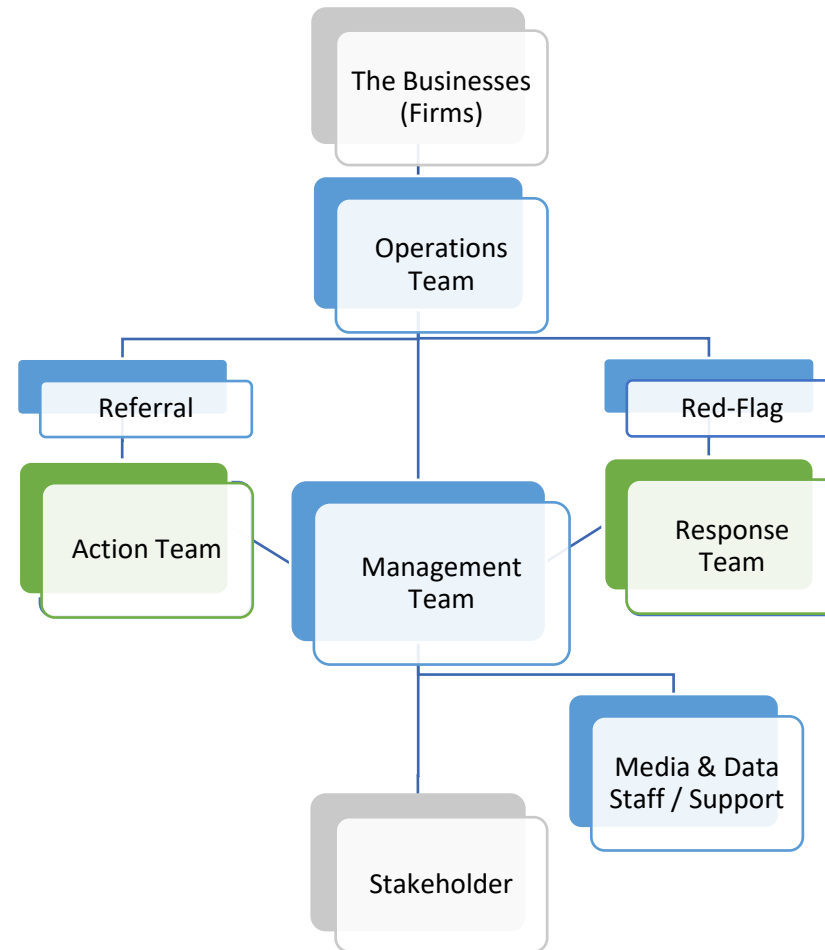 The Businesses
(Firms)
Operations
Team
Referral
Red-Flag
Action Team
Management
Team
Response
Team
Media & Data
Staff / Support
Stakeholder